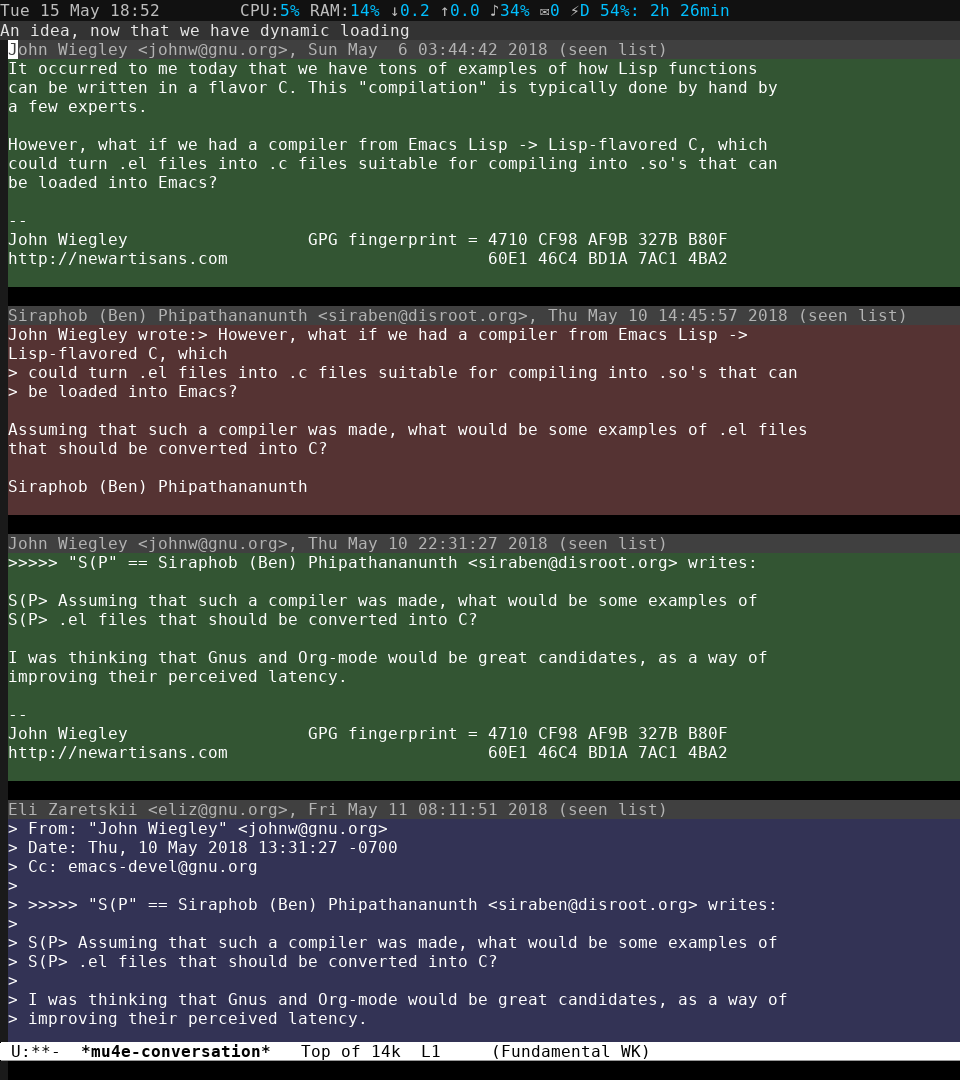 Tue 15 May 18:52        CPU:5% RAM:14% ↓0.2 ↑0.0 ♪34% ✉0 ⚡D 54%: 2h 26min
An idea, now that we have dynamic loading
John Wiegley <johnw@gnu.org>, Sun May  6 03:44:42 2018 (seen list)
It occurred to me today that we have tons of examples of how Lisp functions
can be written in a flavor C. This "compilation" is typically done by hand by
a few experts.

However, what if we had a compiler from Emacs Lisp -> Lisp-flavored C, which
could turn .el files into .c files suitable for compiling into .so's that can
be loaded into Emacs?

--
John Wiegley                  GPG fingerprint = 4710 CF98 AF9B 327B B80F
http://newartisans.com                          60E1 46C4 BD1A 7AC1 4BA2

Siraphob (Ben) Phipathananunth <siraben@disroot.org>, Thu May 10 14:45:57 2018 (seen list)
John Wiegley wrote:> However, what if we had a compiler from Emacs Lisp ->
Lisp-flavored C, which
> could turn .el files into .c files suitable for compiling into .so's that can
> be loaded into Emacs?

Assuming that such a compiler was made, what would be some examples of .el files
that should be converted into C?

Siraphob (Ben) Phipathananunth

John Wiegley <johnw@gnu.org>, Thu May 10 22:31:27 2018 (seen list)
>>>>> "S(P" == Siraphob (Ben) Phipathananunth <siraben@disroot.org> writes:

S(P> Assuming that such a compiler was made, what would be some examples of
S(P> .el files that should be converted into C?

I was thinking that Gnus and Org-mode would be great candidates, as a way of
improving their perceived latency.

--
John Wiegley                  GPG fingerprint = 4710 CF98 AF9B 327B B80F
http://newartisans.com                          60E1 46C4 BD1A 7AC1 4BA2

Eli Zaretskii <eliz@gnu.org>, Fri May 11 08:11:51 2018 (seen list)
> From: "John Wiegley" <johnw@gnu.org>
> Date: Thu, 10 May 2018 13:31:27 -0700
> Cc: emacs-devel@gnu.org
>
> >>>>> "S(P" == Siraphob (Ben) Phipathananunth <siraben@disroot.org> writes:
>
> S(P> Assuming that such a compiler was made, what would be some examples of
> S(P> .el files that should be converted into C?
>
> I was thinking that Gnus and Org-mode would be great candidates, as a way of
> improving their perceived latency.
U:**-  *mu4e-conversation*   Top of 14k  L1     (Fundamental WK)